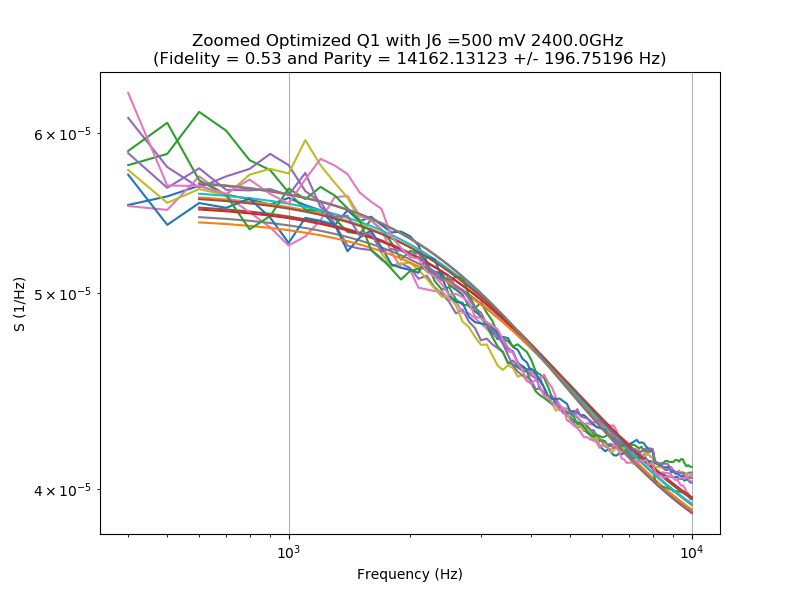 Zoomed Optimized Q1 with J6 =500 mV 2400.0GHz
(Fidelity = 0.53 and Parity = 14162.13123 +/- 196.75196 Hz)
6 × 10⁻⁵
5 × 10⁻⁵
4 × 10⁻⁵
S (1/Hz)
10³
10⁴
Frequency (Hz)